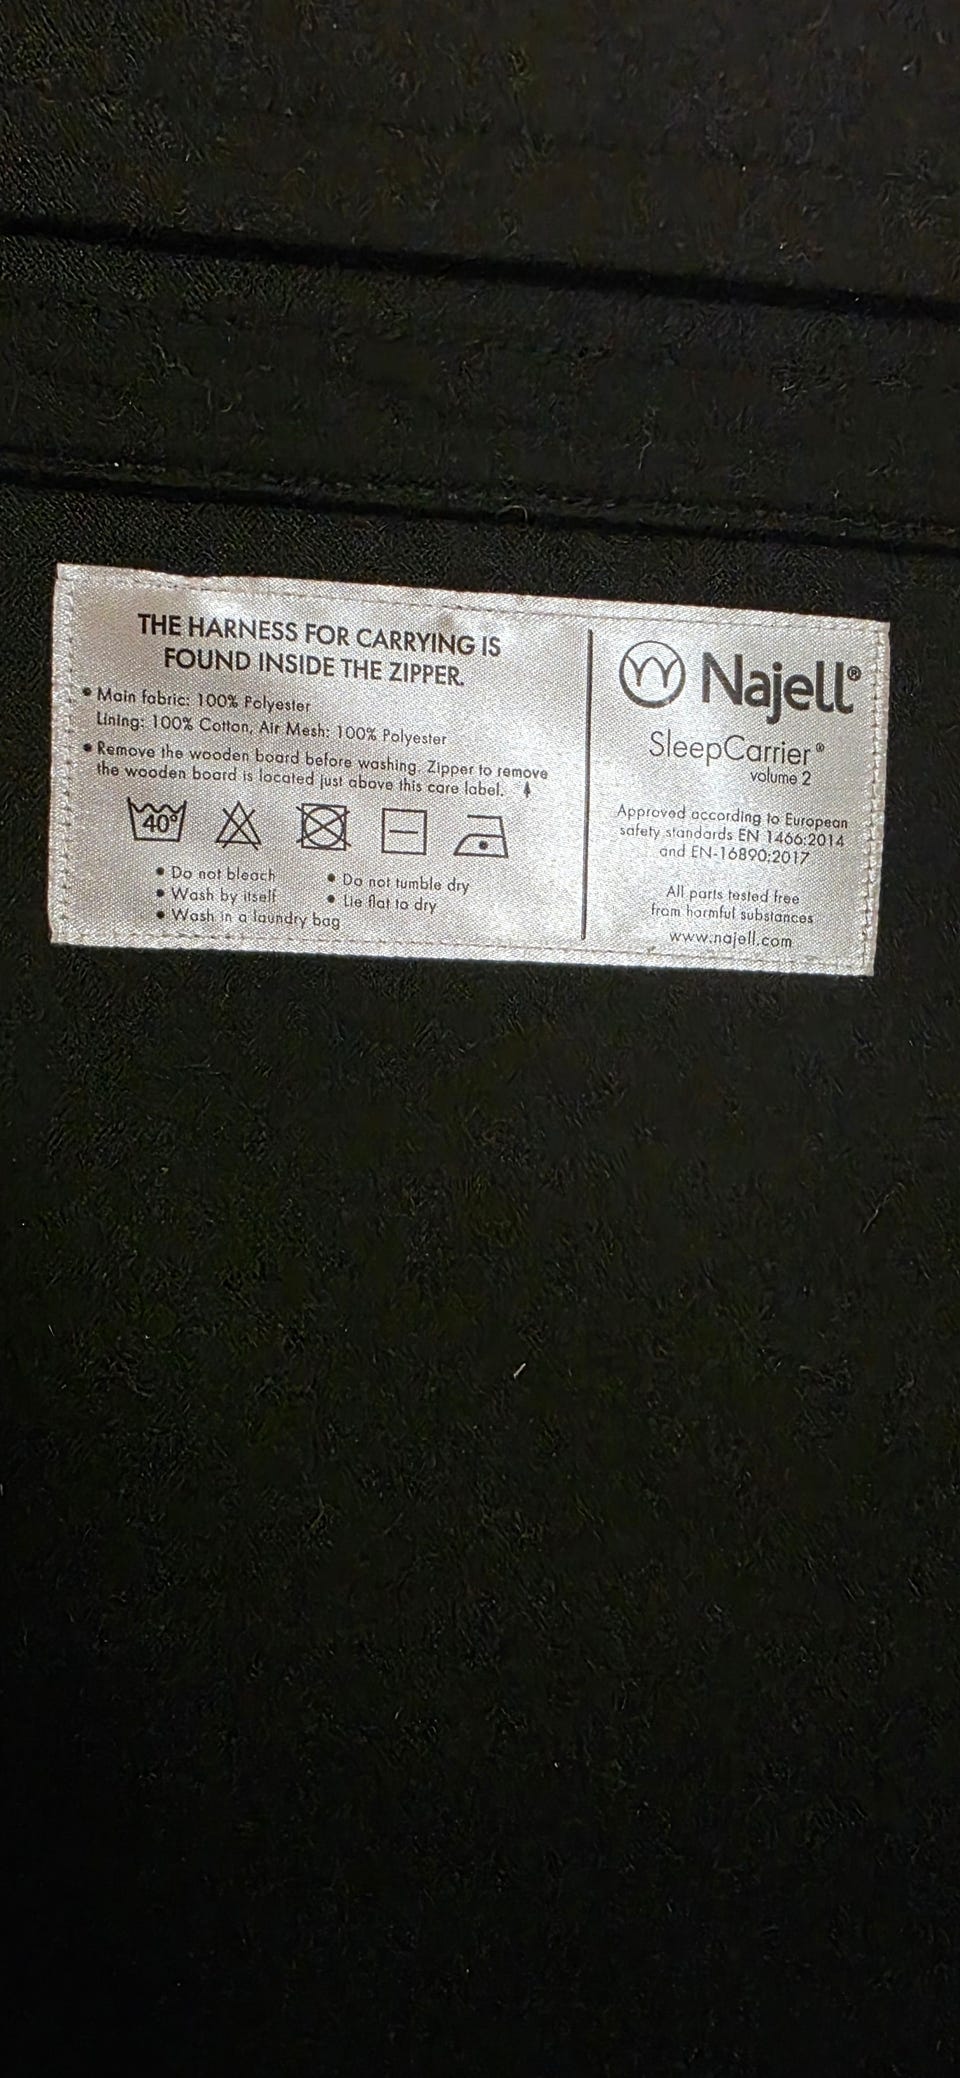 THE HARNESS FOR CARRYING IS
FOUND INSIDE THE ZIPPER.
• Main fabric: 100% Polyester
Lining: 100% Cotton, Air Mesh: 100% Polyester
• Remove the wooden board before washing. Zipper to remove
the wooden board is located just above this care label.
40°
• Do not bleach
• Wash by itself
• Wash in a laundry bag
• Do not tumble dry
• Lie flat to dry
Najell®
SleepCarrier®
volume 2
Approved according to European
safety standards EN 1466:2014
and EN-16890:2017
All parts tested free
from harmful substances
www.najell.com